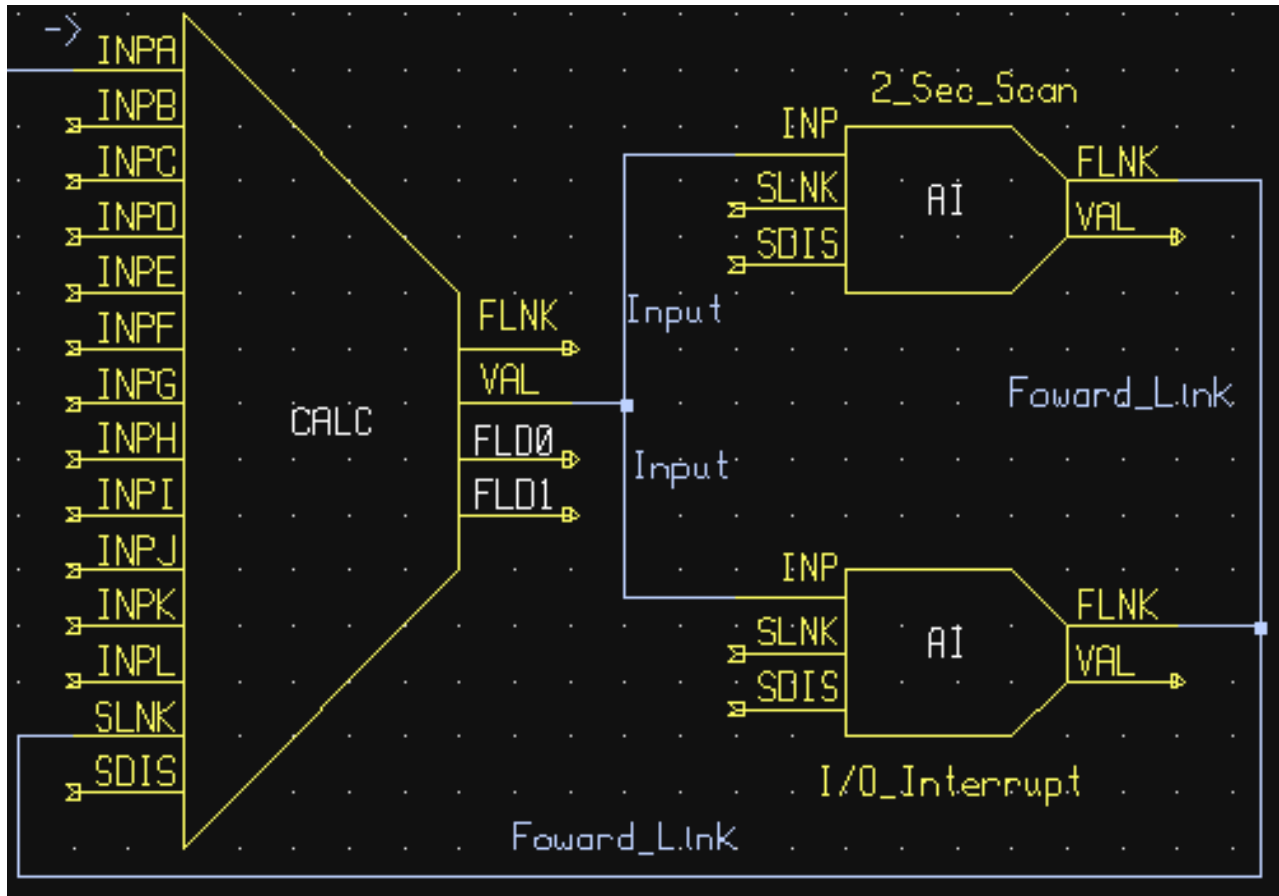 ->
INPA
INPB
INPC
INPD
INPE
INPF
INPG
INPH
INPI
INPJ
INPK
INPL
SLNK
SDIS
CALC
FLNK
VAL
FLD0
FLD1
Input
Input
2_Sec_Scan
INP
SLNK
SDIS
AI
FLNK
VAL
Foward_Link
INP
SLNK
SDIS
AI
FLNK
VAL
I/O_Interrupt
Foward_Link